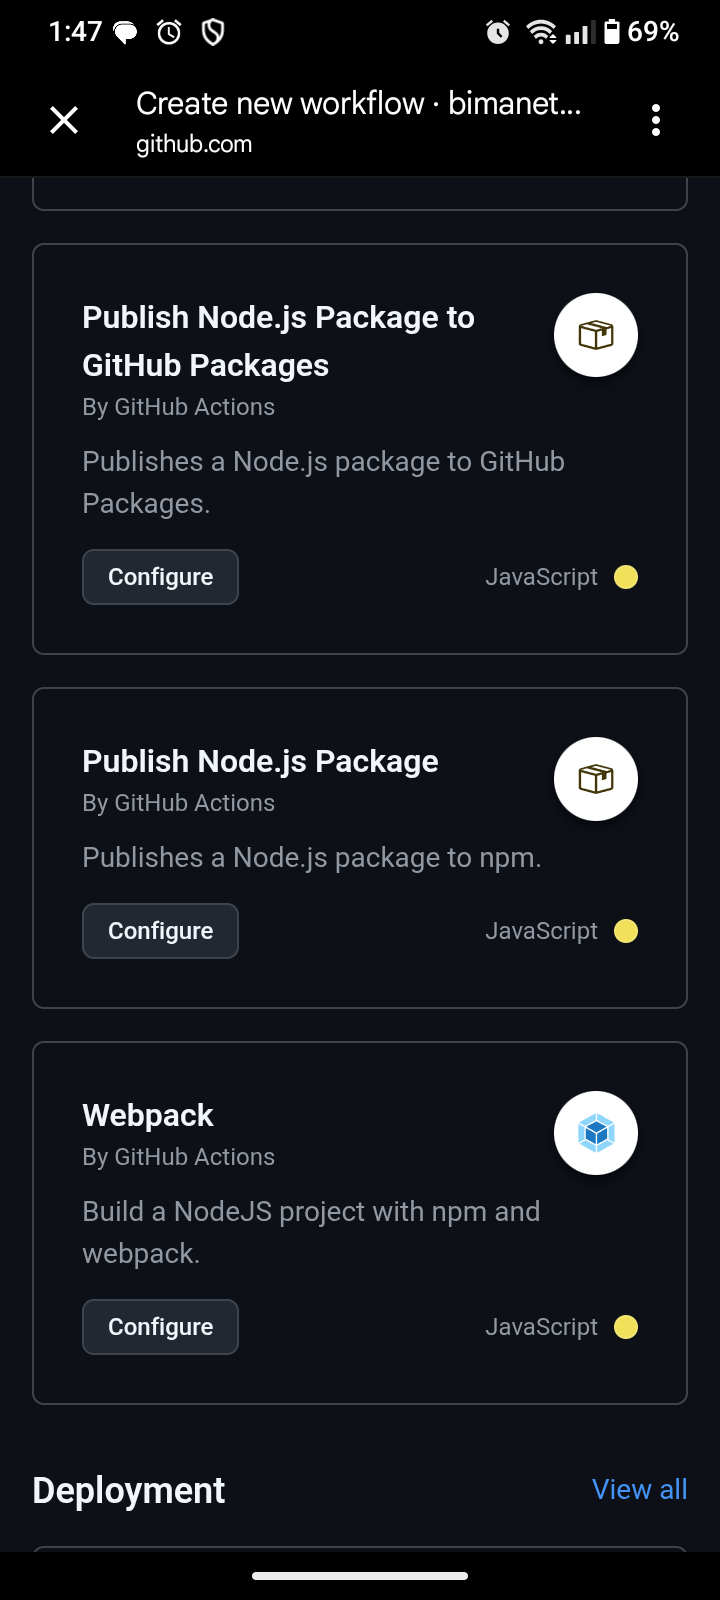 1:47
69%
Create new workflow · bimanet...
github.com
Publish Node.js Package to
GitHub Packages
By GitHub Actions
Publishes a Node.js package to GitHub
Packages.
Configure
JavaScript
Publish Node.js Package
By GitHub Actions
Publishes a Node.js package to npm.
Configure
JavaScript
Webpack
By GitHub Actions
Build a NodeJS project with npm and
webpack.
Configure
JavaScript
Deployment
View all